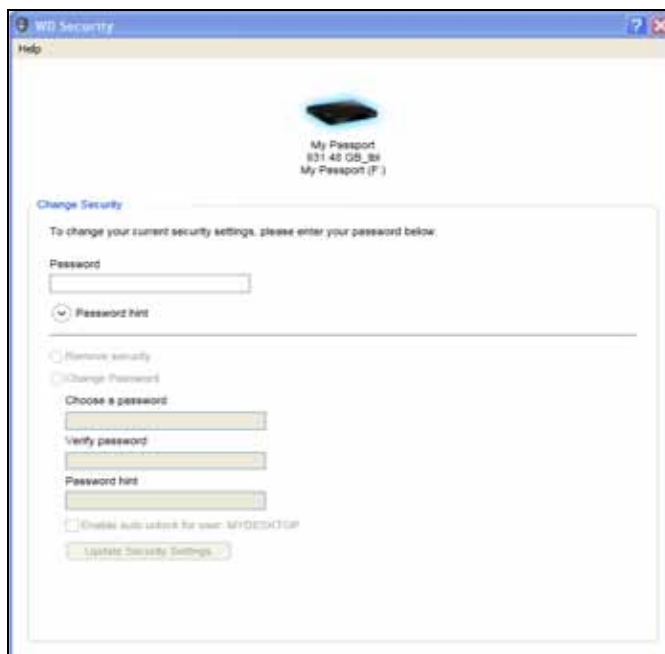 WD Security
Help
My Passport
931.48 GB_tbl
My Passport (F:)
Change Security
To change your current security settings, please enter your password below.
Password
Password hint
Remove security
Change Password
Choose a password
Verify password
Password hint
Enable auto unlock for user: MYDESKTOP
Update Security Settings